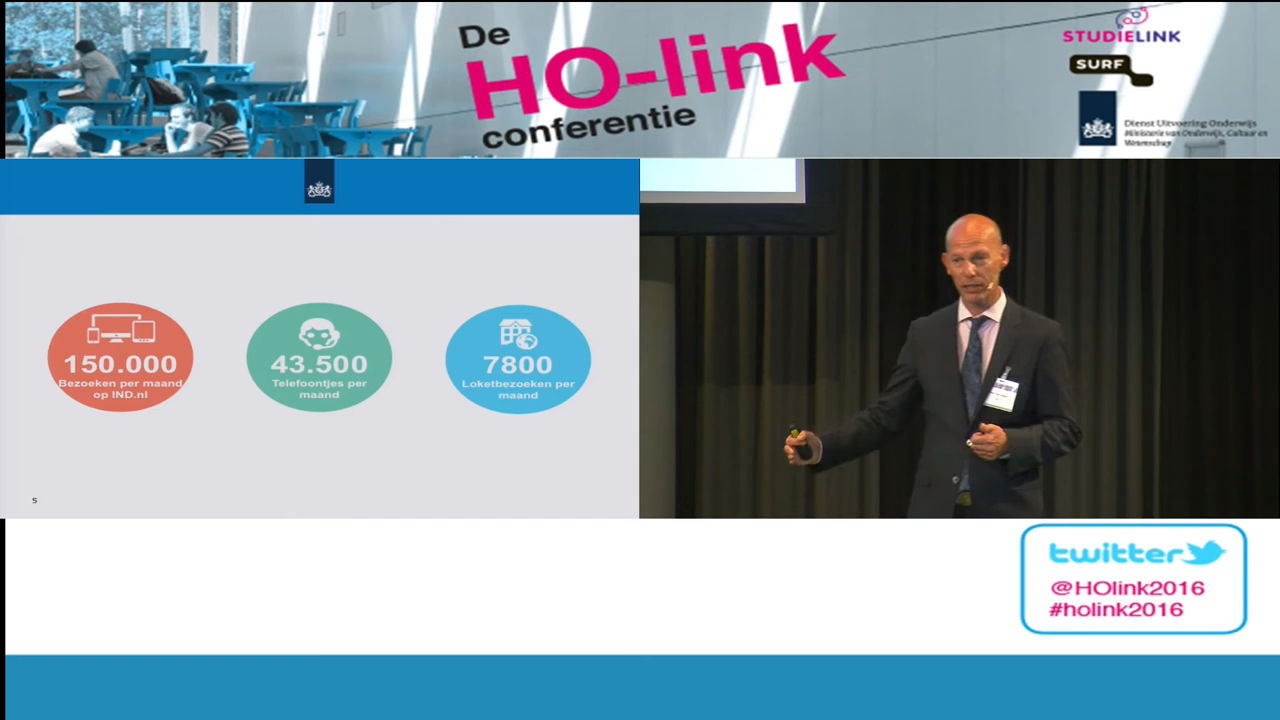 De
HO-link
conferentie
STUDIELINK
SURF
Dienst Uitvoering Onderwijs
Ministerie van Onderwijs, Cultuur en
Wetenschap
150.000
Bezoeken per maand
op IND.nl
43.500
Telefoontjes per
maand
7800
Loketbezoeken per
maand
5
twitter
@HOlink2016
#holink2016